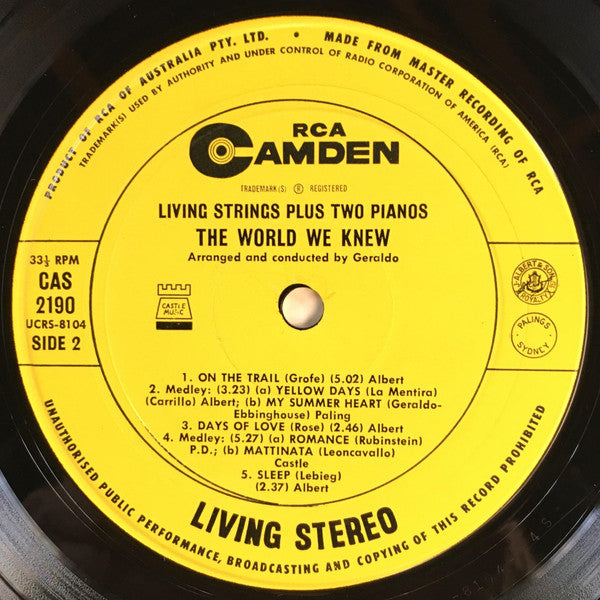 PRODUCT OF RCA OF AUSTRALIA PTY. LTD. • MADE FROM MASTER RECORDING OF RCA
TRADEMARK(S) USED BY AUTHORITY AND UNDER CONTROL OF RADIO CORPORATION OF AMERICA (RCA)
RCA
CAMDEN
TRADEMARK(S) ® REGISTERED
LIVING STRINGS PLUS TWO PIANOS
THE WORLD WE KNEW
Arranged and conducted by Geraldo
33⅓ RPM
CAS
2190
UCRS-8104
SIDE 2
CASTLE
MUSIC
J. ALBERT & SON
ROYALTY
PALINGS
SYDNEY
1. ON THE TRAIL (Grofe) (5.02) Albert
2. Medley: (3.23) (a) YELLOW DAYS (La Mentira)
(Carrillo) Albert; (b) MY SUMMER HEART (Geraldo-
Ebbinghouse) Paling
3. DAYS OF LOVE (Rose) (2.46) Albert
4. Medley: (5.27) (a) ROMANCE (Rubinstein)
P.D.; (b) MATTINATA (Leoncavallo)
Castle
5. SLEEP (Lebieg)
(2.37) Albert
LIVING STEREO
UNAUTHORISED PUBLIC PERFORMANCE, BROADCASTING AND COPYING OF THIS RECORD PROHIBITED